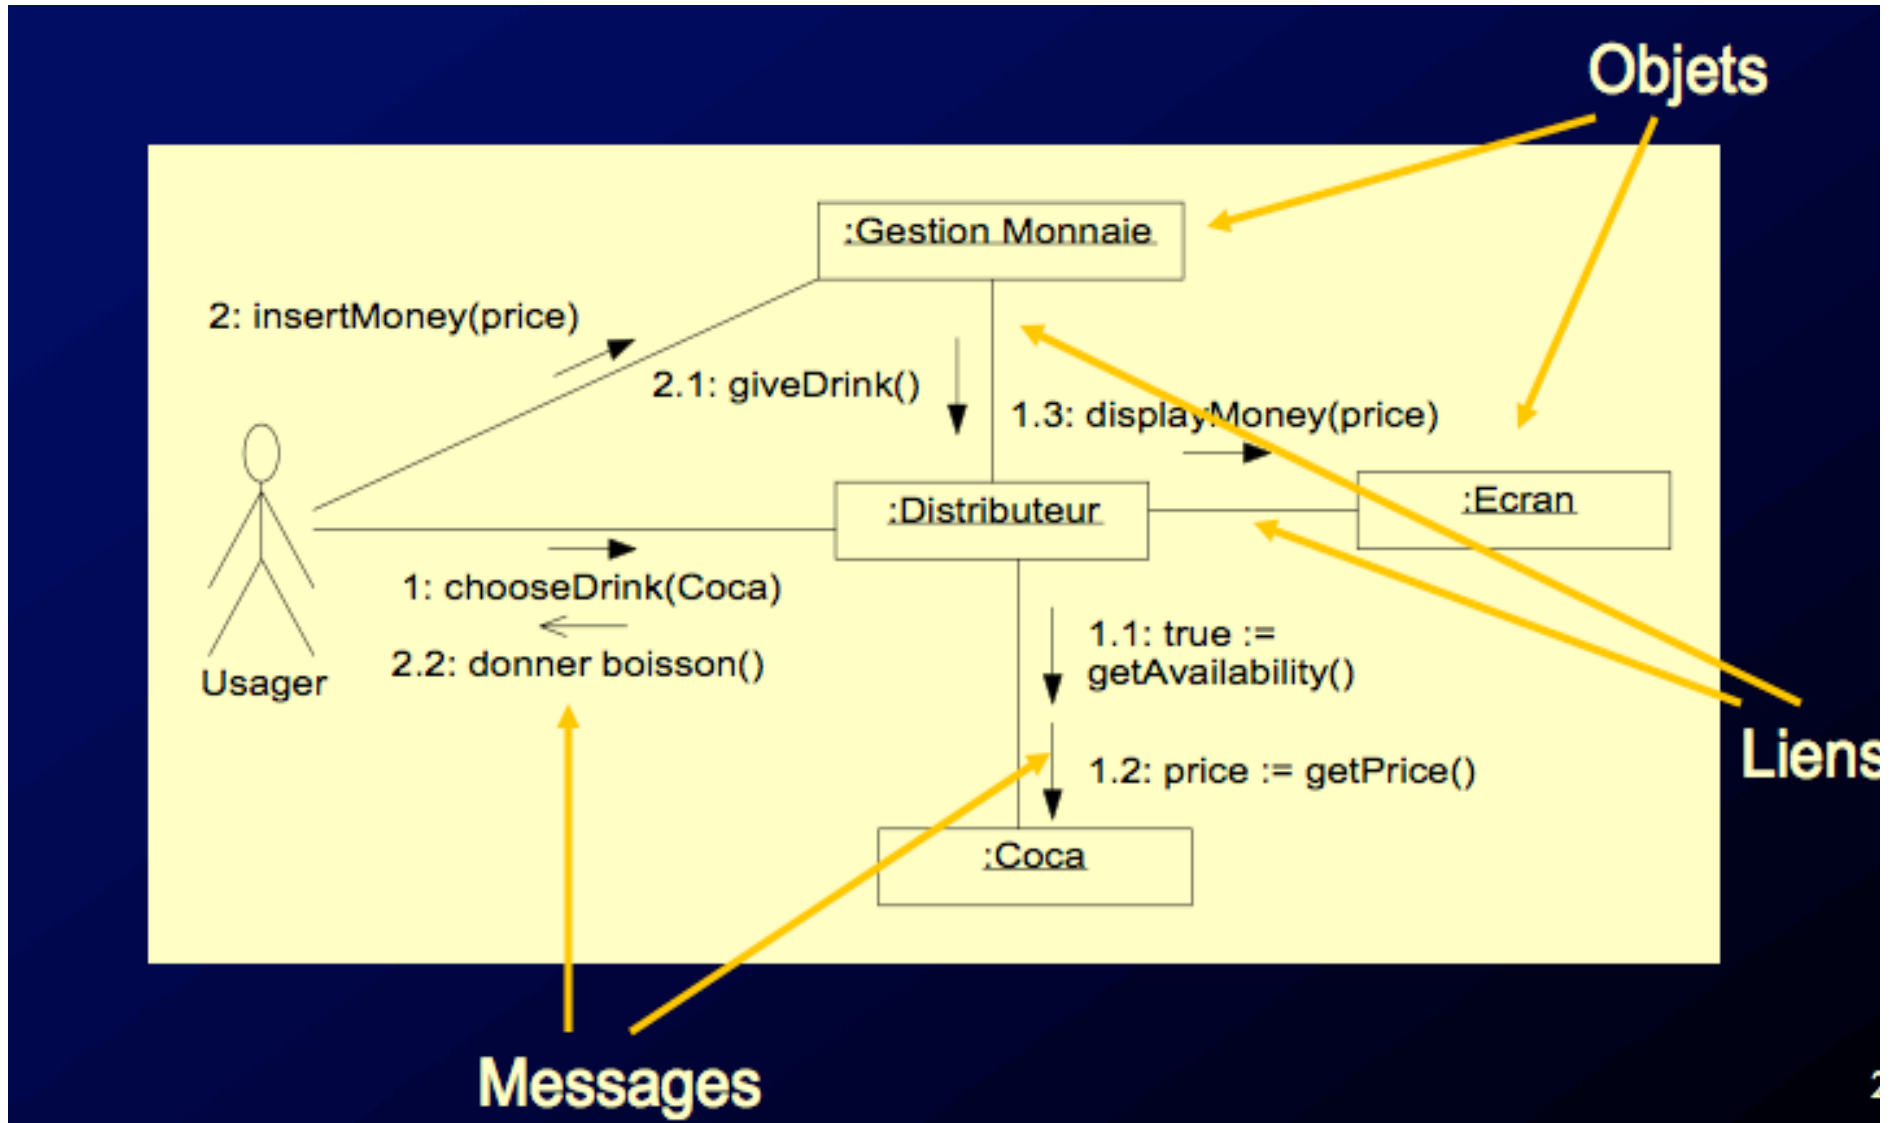 Objets
:Gestion Monnaie
2: insertMoney(price)
2.1: giveDrink()
1.3: displayMoney(price)
:Distributeur
:Ecran
1: chooseDrink(Coca)
2.2: donner boisson()
Usager
1.1: true :=
getAvailability()
1.2: price := getPrice()
Liens
:Coca
Messages
2